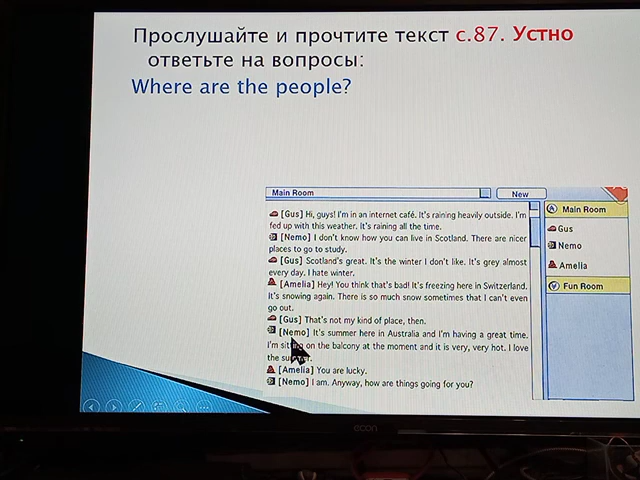 Прослушайте и прочтите текст с.87. Устно
ответьте на вопросы:
Where are the people?
Main Room
New
[Gus] Hi, guys! I'm in an internet café. It's raining heavily outside. I'm
fed up with this weather. It's raining all the time.
[Nemo] I don't know how you can live in Scotland. There are nicer
places to go to study.
[Gus] Scotland's great. It's the winter I don't like. It's grey almost
every day. I hate winter.
[Amelia] Hey! You think that's bad! It's freezing here in Switzerland.
It's snowing again. There is so much snow sometimes that I can't even
go out.
[Gus] That's not my kind of place, then.
[Nemo] It's summer here in Australia and I'm having a great time.
I'm sitting on the balcony at the moment and it is very, very hot. I love
the summer.
[Amelia] You are lucky.
[Nemo] I am. Anyway, how are things going for you?
Main Room
Gus
Nemo
Amelia
Fun Room
econ